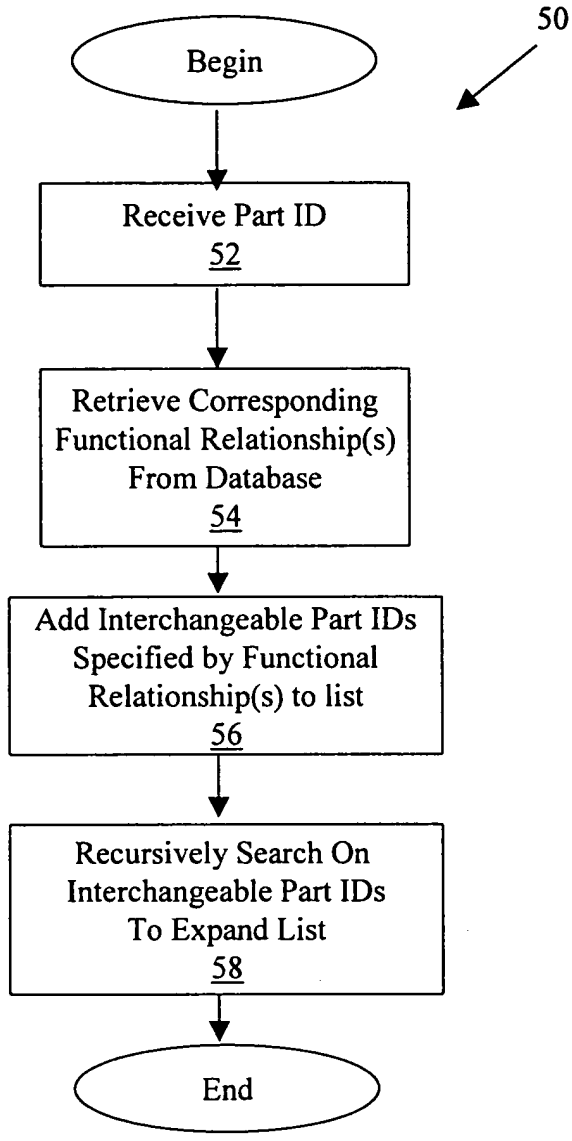 50
Begin
Receive Part ID
52
Retrieve Corresponding
Functional Relationship(s)
From Database
54
Add Interchangeable Part IDs
Specified by Functional
Relationship(s) to list
56
Recursively Search On
Interchangeable Part IDs
To Expand List
58
End